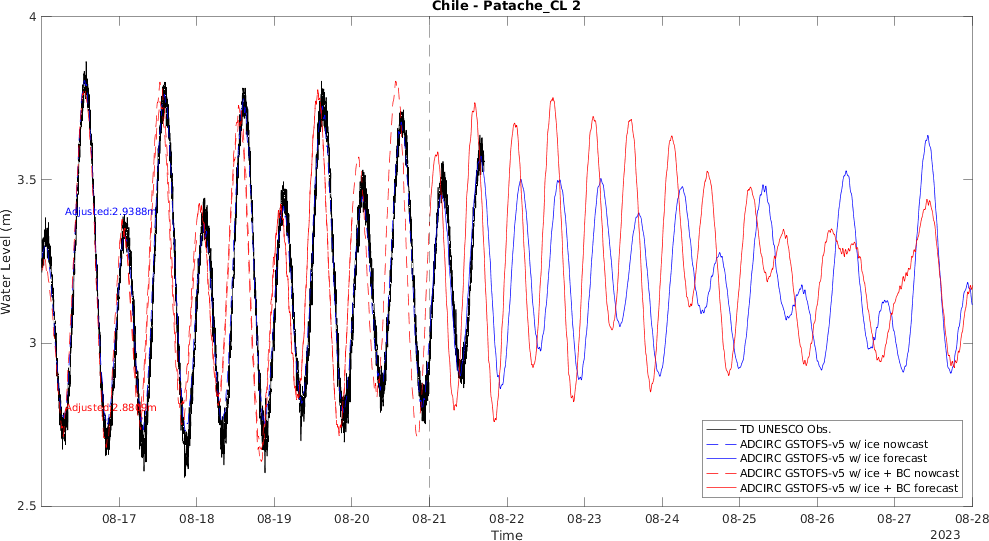 Chile - Patache_CL 2
4
3.5
3
2.5
Water Level (m)
Adjusted:2.9388m
TD UNESCO Obs.
ADCIRC GSTOFS-v5 w/ ice nowcast
ADCIRC GSTOFS-v5 w/ ice forecast
ADCIRC GSTOFS-v5 w/ ice + BC nowcast
ADCIRC GSTOFS-v5 w/ ice + BC forecast
08-17 08-18 08-19 08-20 08-21 08-22 08-23 08-24 08-25 08-26 08-27 08-28
Time
2023